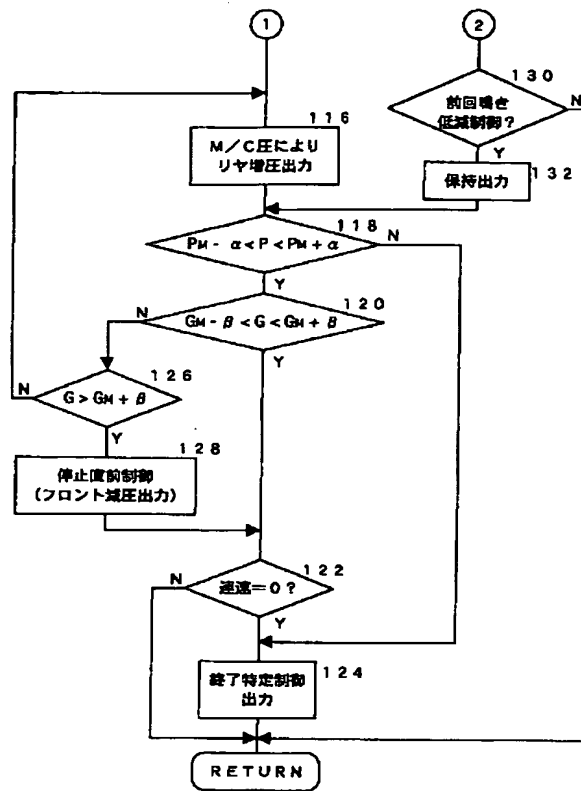 1
2
130
前回鳴き
低減制御?
N
Y
116
M/C圧により
リヤ増圧出力
132
保持出力
118
PM - α < P < PM + α
N
Y
120
N
GM - β < G < GM + β
Y
126
N
G > GM + β
Y
128
停止直前制御
(フロント減圧出力)
122
N
速=0?
Y
終了特定制御
出力
124
RETURN